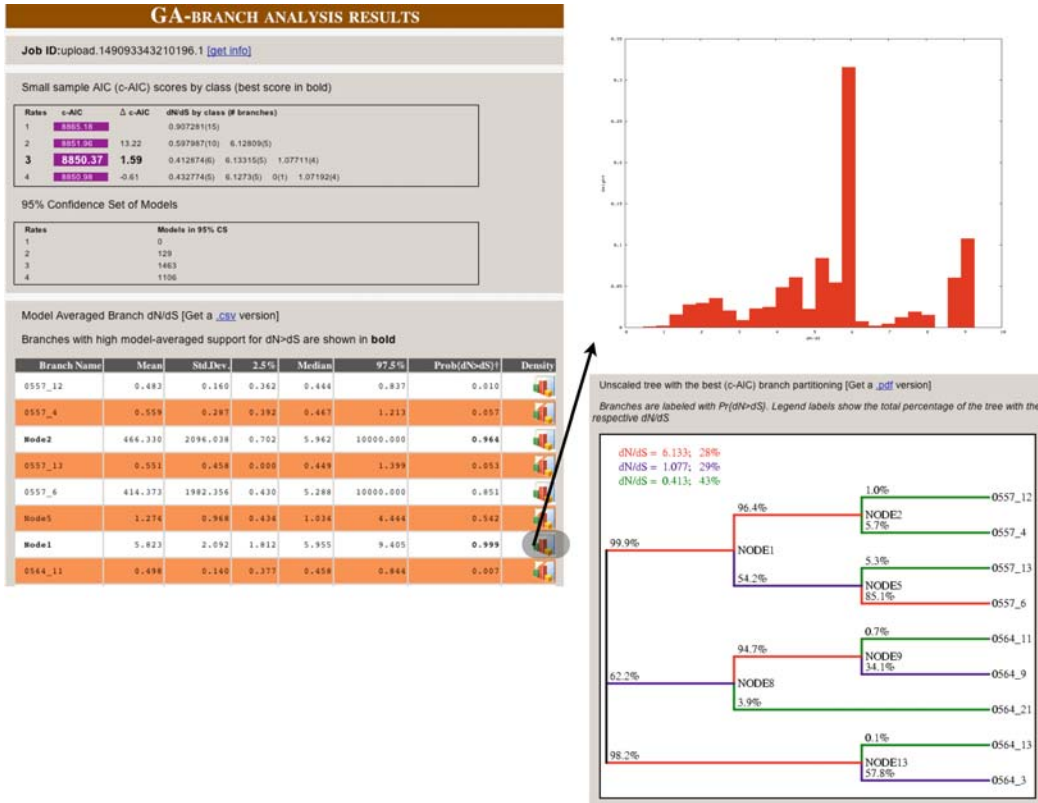 GA-BRANCH ANALYSIS RESULTS
Job ID:upload.149093343210196.1 [get info]
Small sample AIC (c-AIC) scores by class (best score in bold)
Rates c-AIC Δ c-AIC dN/dS by class (# branches)
1 8865.18 0.907281(15)
2 8851.96 13.22 0.597987(10) 6.12809(5)
3 8850.37 1.59 0.412874(6) 6.13315(5) 1.07711(4)
4 8850.98 -0.61 0.432774(5) 6.1273(5) 0(1) 1.07192(4)
95% Confidence Set of Models
Rates Models in 95% CS
1 0
2 129
3 1463
4 1106
Model Averaged Branch dN/dS [Get a .csv version]
Branches with high model-averaged support for dN>dS are shown in bold
Branch Name Mean Std.Dev. 2.5% Median 97.5% Prob{dN>dS}† Density
0557_12 0.483 0.160 0.362 0.444 0.837 0.010
0557_4 0.559 0.287 0.392 0.467 1.213 0.057
Node2 466.330 2096.038 0.702 5.962 10000.000 0.964
0557_13 0.551 0.458 0.000 0.449 1.399 0.053
0557_6 414.373 1982.356 0.430 5.288 10000.000 0.851
Node5 1.274 0.968 0.434 1.034 4.464 0.542
Node1 5.823 2.092 1.812 5.955 9.405 0.999
0564_11 0.498 0.140 0.377 0.458 0.844 0.007
Unscaled tree with the best (c-AIC) branch partitioning [Get a .pdf version]
Branches are labeled with Pr{dN>dS}. Legend labels show the total percentage of the tree with the
respective dN/dS
dN/dS = 6.133; 28%
dN/dS = 1.077; 29%
dN/dS = 0.413; 43%
1.0%
0557_12
96.4%
NODE2
5.7%
0557_4
99.9%
NODE1
5.3%
0557_13
54.2%
NODE5
85.1%
0557_6
0.7%
0564_11
94.7%
NODE9
34.1%
0564_9
62.2%
NODE8
3.9%
0564_21
0.1%
0564_13
98.2%
NODE13
57.8%
0564_3